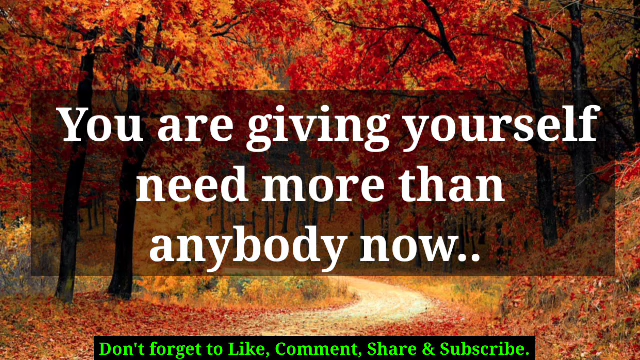 You are giving yourself
need more than
anybody now..
Don't forget to Like, Comment, Share & Subscribe.